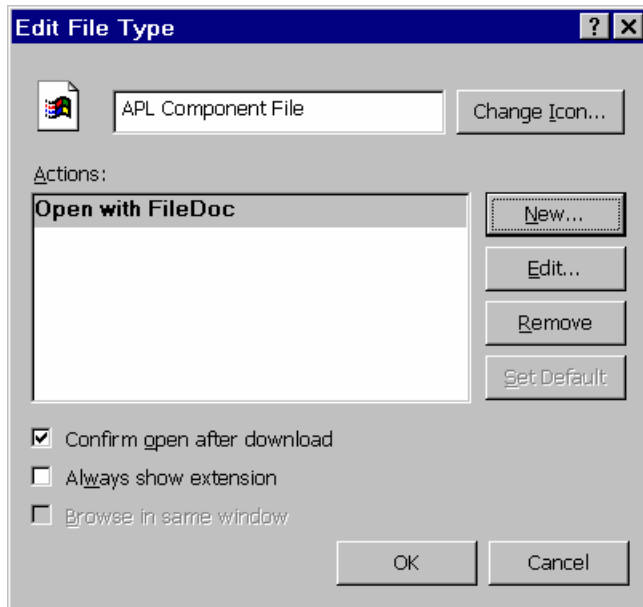 Edit File Type
APL Component File
Change Icon...
Actions:
Open with FileDoc
New...
Edit...
Remove
Set Default
Confirm open after download
Always show extension
Browse in same window
OK
Cancel